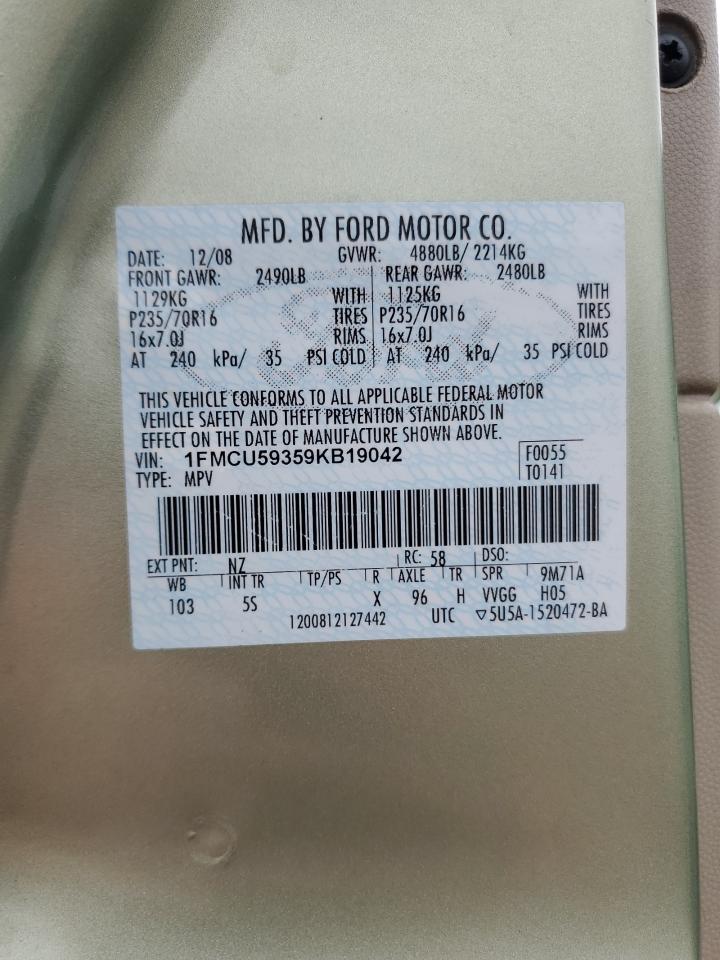 MFD. BY FORD MOTOR CO.
DATE: 12/08 GVWR: 4880LB/ 2214KG
FRONT GAWR: 2490LB REAR GAWR: 2480LB
1129KG WITH 1125KG WITH
P235/70R16 TIRES P235/70R16 TIRES
16x7.0J RIMS 16x7.0J RIMS
AT 240 kPa/ 35 PSI COLD AT 240 kPa/ 35 PSI COLD
THIS VEHICLE CONFORMS TO ALL APPLICABLE FEDERAL MOTOR
VEHICLE SAFETY AND THEFT PREVENTION STANDARDS IN
EFFECT ON THE DATE OF MANUFACTURE SHOWN ABOVE.
VIN: 1FMCU59359KB19042 F0055
TYPE: MPV T0141
EXT PNT: NZ RC: 58 DSO:
WB INT TR TP/PS R AXLE TR SPR 9M71A
103 5S X 96 H VVGG H05
1200812127442 UTC ▽5U5A-1520472-BA